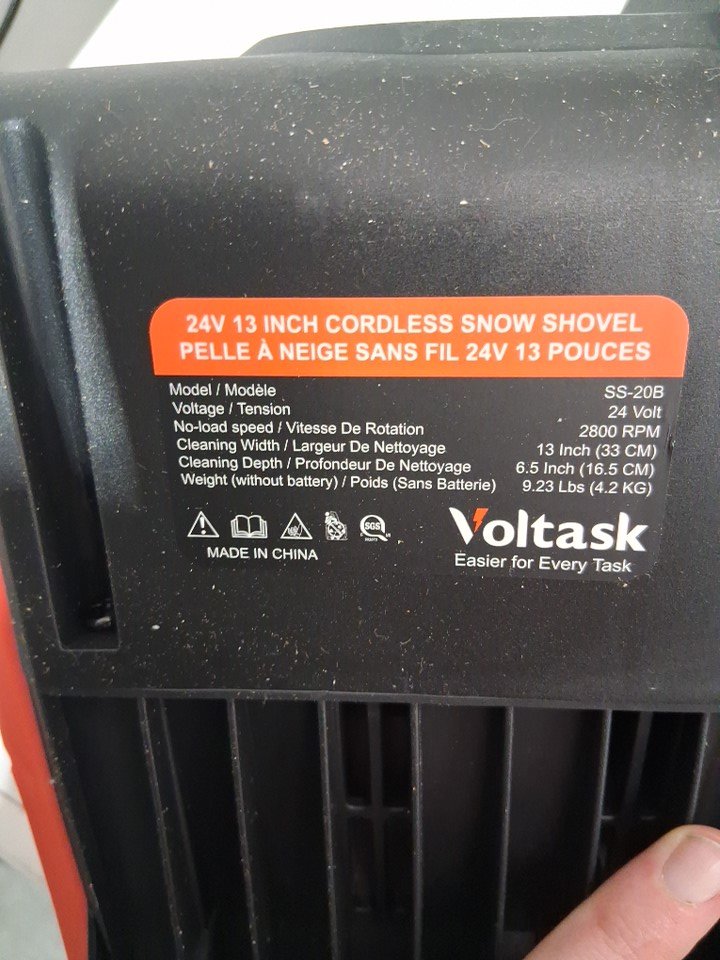 24V 13 INCH CORDLESS SNOW SHOVEL
PELLE À NEIGE SANS FIL 24V 13 POUCES
Model / Modèle SS-20B
Voltage / Tension 24 Volt
No-load speed / Vitesse De Rotation 2800 RPM
Cleaning Width / Largeur De Nettoyage 13 Inch (33 CM)
Cleaning Depth / Profondeur De Nettoyage 6.5 Inch (16.5 CM)
Weight (without battery) / Poids (Sans Batterie) 9.23 Lbs (4.2 KG)
SGS
MADE IN CHINA
Voltask
Easier for Every Task